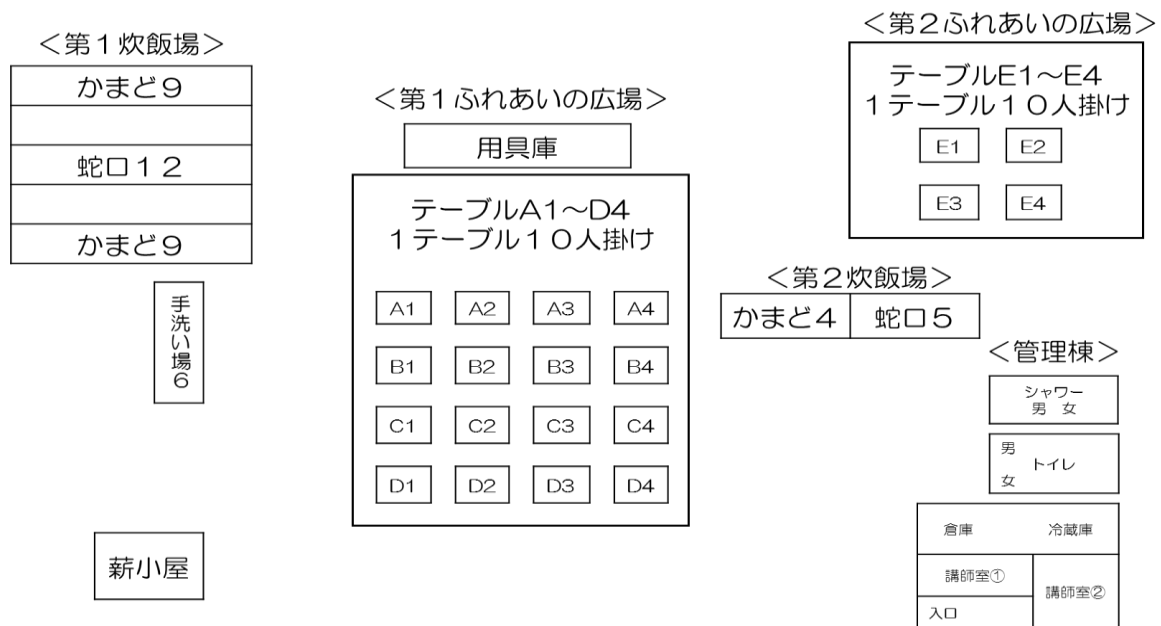 ＜第１炊飯場＞
かまど９
蛇口１２
かまど９
手洗い場６
薪小屋
＜第１ふれあいの広場＞
用具庫
テーブルA1～D4
１テーブル１０人掛け
A1 A2 A3 A4
B1 B2 B3 B4
C1 C2 C3 C4
D1 D2 D3 D4
＜第２ふれあいの広場＞
テーブルE1～E4
１テーブル１０人掛け
E1 E2
E3 E4
＜第２炊飯場＞
かまど４ 蛇口５
＜管理棟＞
シャワー
男 女
男
トイレ
女
倉庫 冷蔵庫
講師室①
講師室②
入口